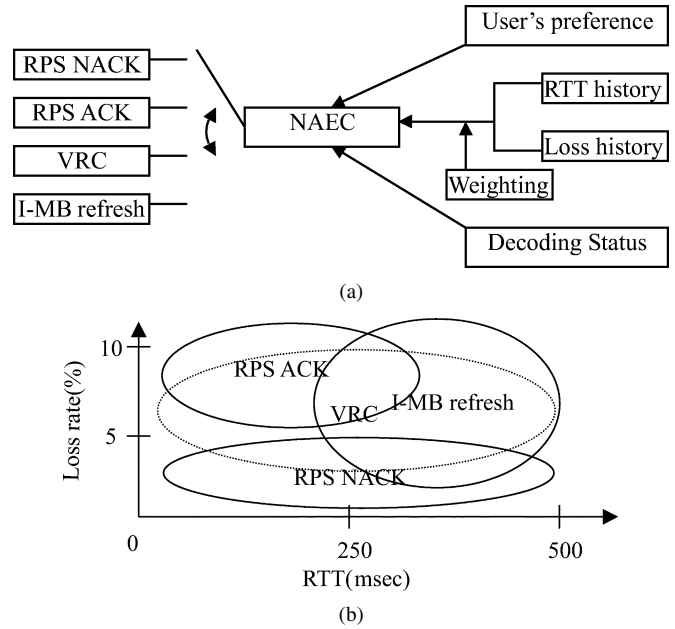 User's preference
RPS NACK
RPS ACK
VRC
I-MB refresh
NAEC
RTT history
Loss history
Weighting
Decoding Status
(a)
Loss rate(%)
10
5
0
RPS ACK
VRC
I-MB refresh
RPS NACK
250
500
RTT(msec)
(b)